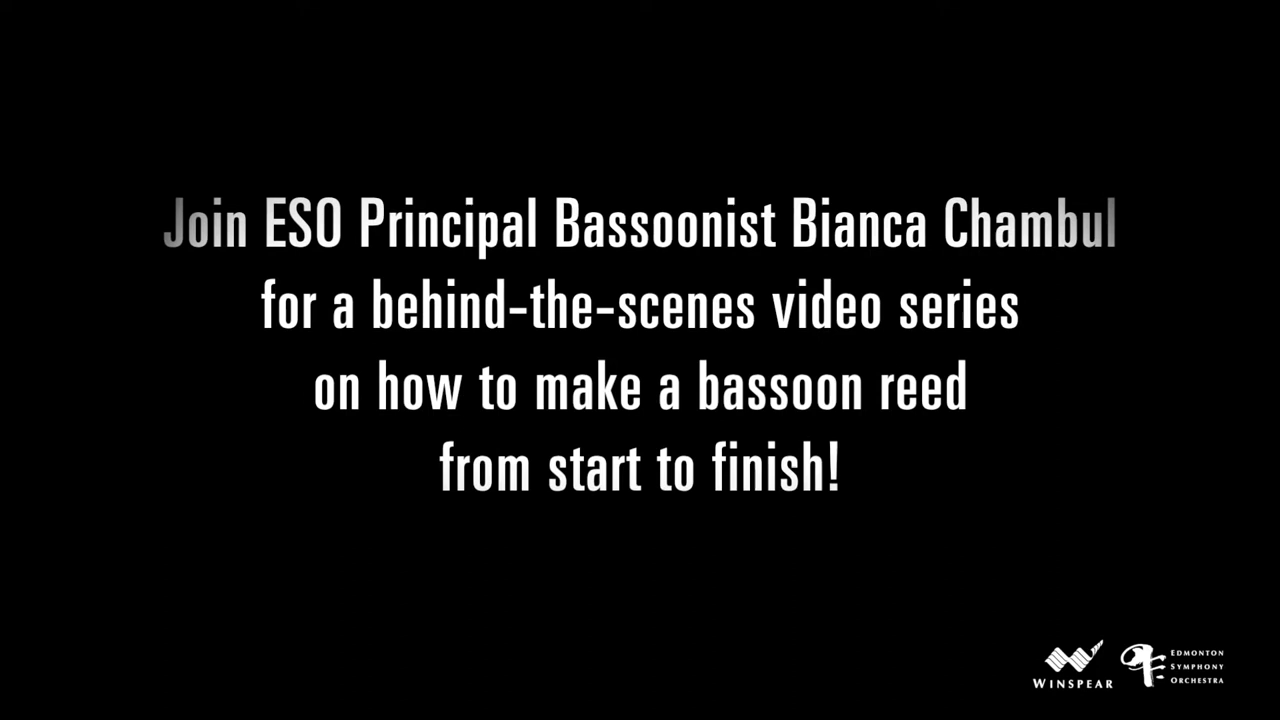 Join ESO Principal Bassoonist Bianca Chambul
for a behind-the-scenes video series
on how to make a bassoon reed
from start to finish!
WINSPEAR
EDMONTON
SYMPHONY
ORCHESTRA